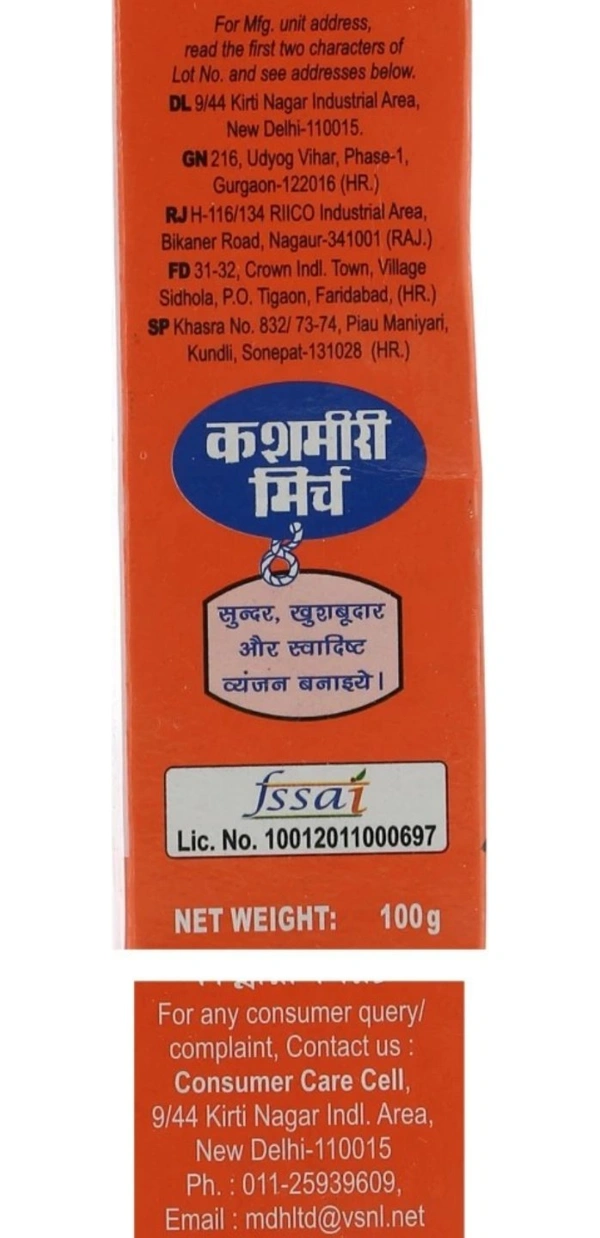 For Mfg. unit address,
read the first two characters of
Lot No. and see addresses below.
DL 9/44 Kirti Nagar Industrial Area,
New Delhi-110015.
GN 216, Udyog Vihar, Phase-1,
Gurgaon-122016 (HR.)
RJ H-116/134 RIICO Industrial Area,
Bikaner Road, Nagaur-341001 (RAJ.)
FD 31-32, Crown Indl. Town, Village
Sidhola, P.O. Tigaon, Faridabad, (HR.)
SP Khasra No. 832/ 73-74, Piau Maniyari,
Kundli, Sonepat-131028 (HR.)
कशमीरी
मिर्च
सुन्दर, खुशबूदार
और स्वादिष्ट
व्यंजन बनाइये।
fssai
Lic. No. 10012011000697
NET WEIGHT: 100g
For any consumer query/
complaint, Contact us :
Consumer Care Cell,
9/44 Kirti Nagar Indl. Area,
New Delhi-110015
Ph. : 011-25939609,
Email : mdhltd@vsnl.net